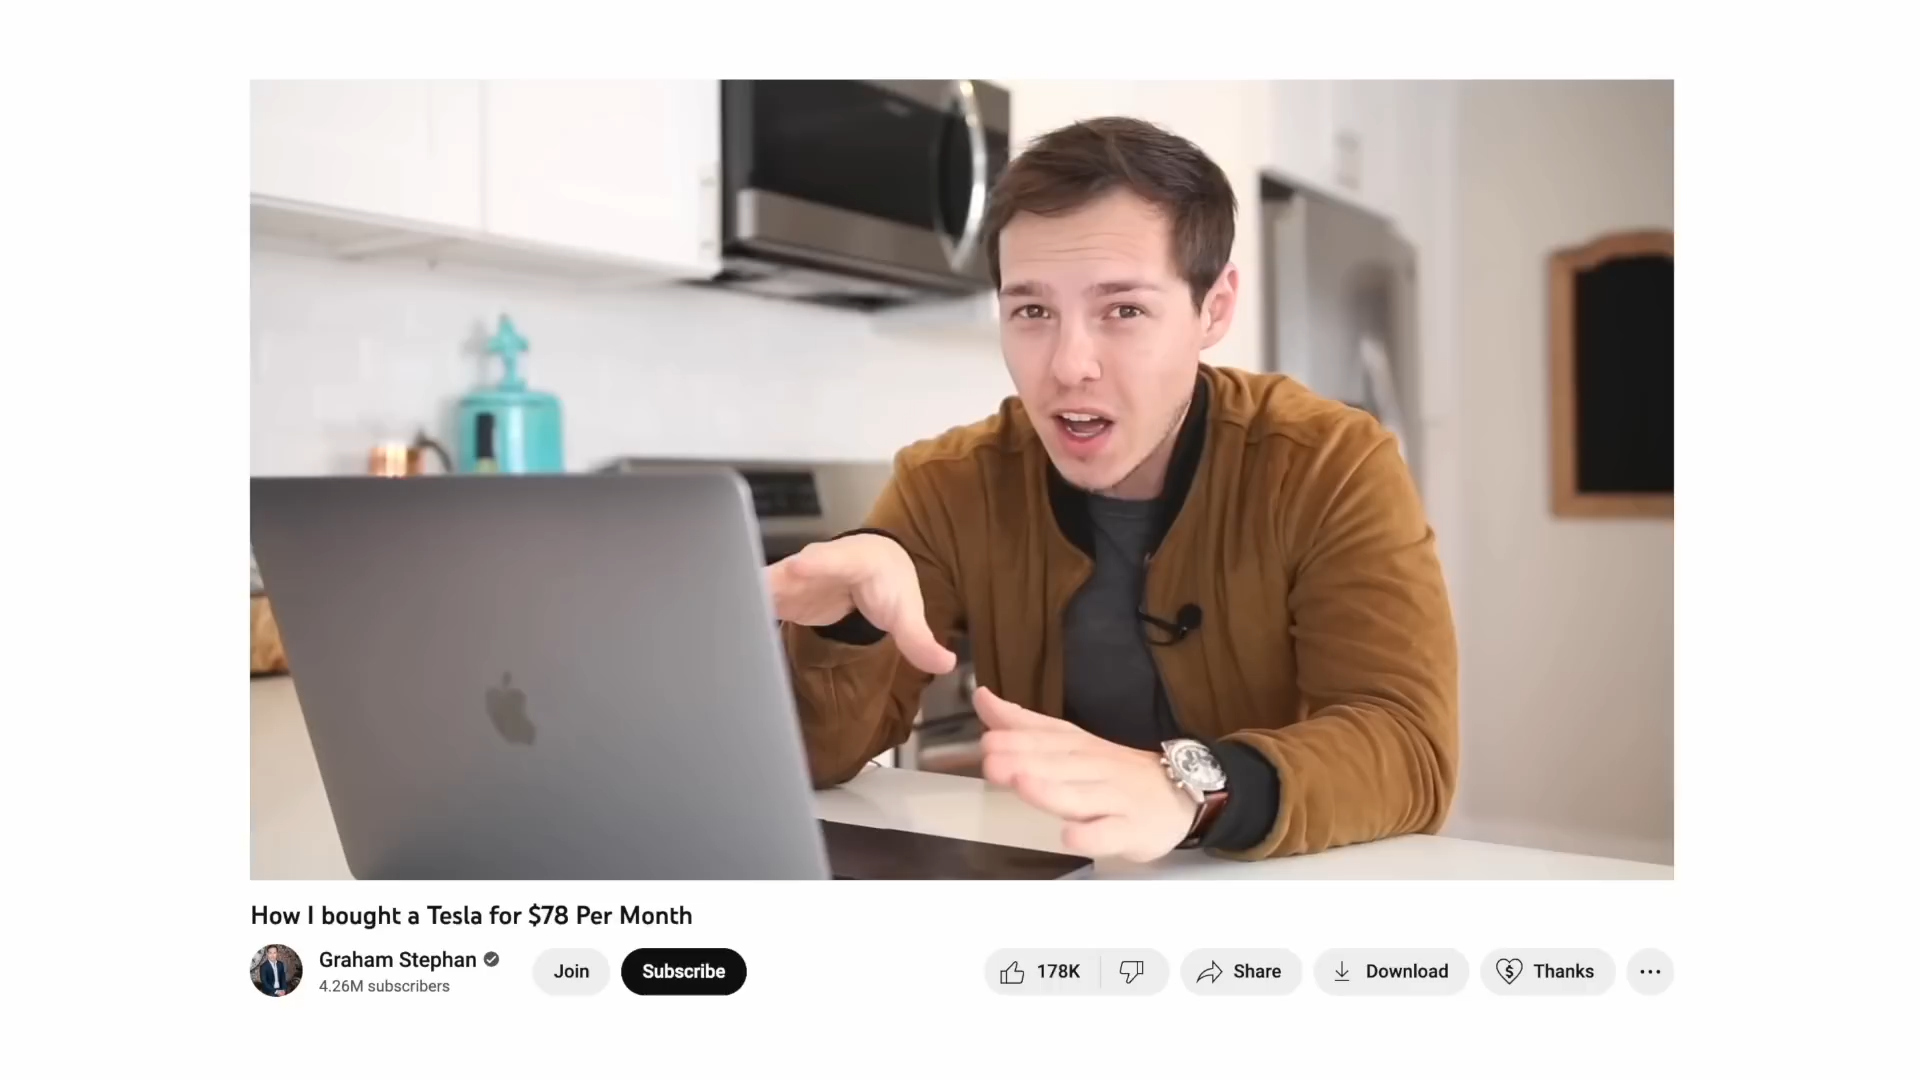 How I bought a Tesla for $78 Per Month
Graham Stephan
4.26M subscribers
Join
Subscribe
178K
Share
Download
Thanks